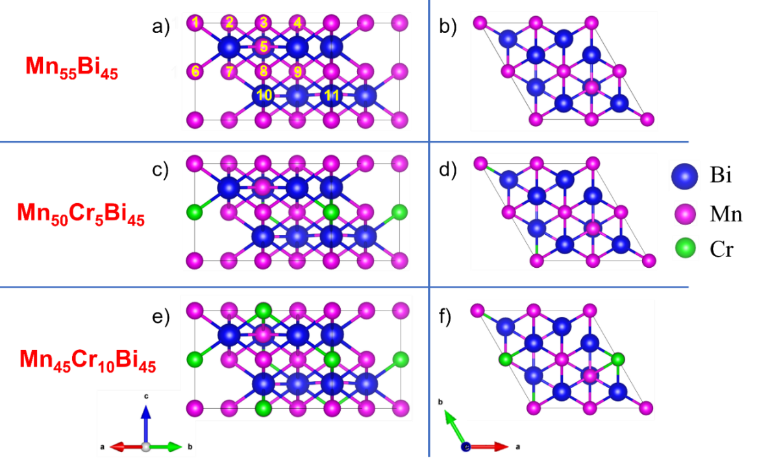 a)
b)
1 2 3 4
5
Mn₅₅Bi₄₅
6 7 8 9
10 11
c)
d)
Mn₅₀Cr₅Bi₄₅
Bi
Mn
Cr
e)
f)
Mn₄₅Cr₁₀Bi₄₅
c
a b
b
a